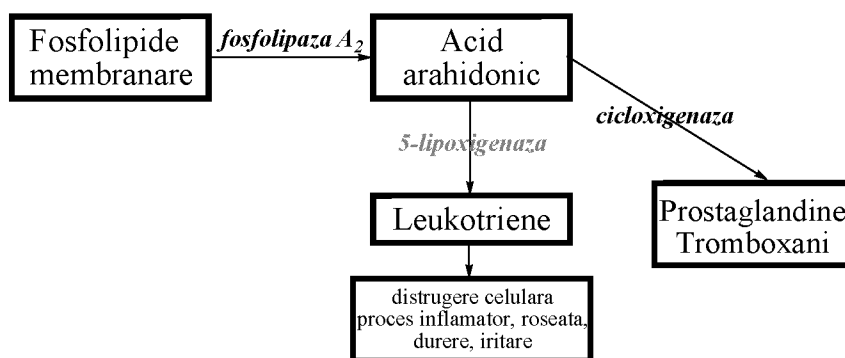 Fosfolipide
membranare
fosfolipaza A2
Acid
arahidonic
cicloxigenaza
5-lipoxigenaza
Leukotriene
Prostaglandine
Tromboxani
distrugere celulara
proces inflamator, roseata,
durere, iritare